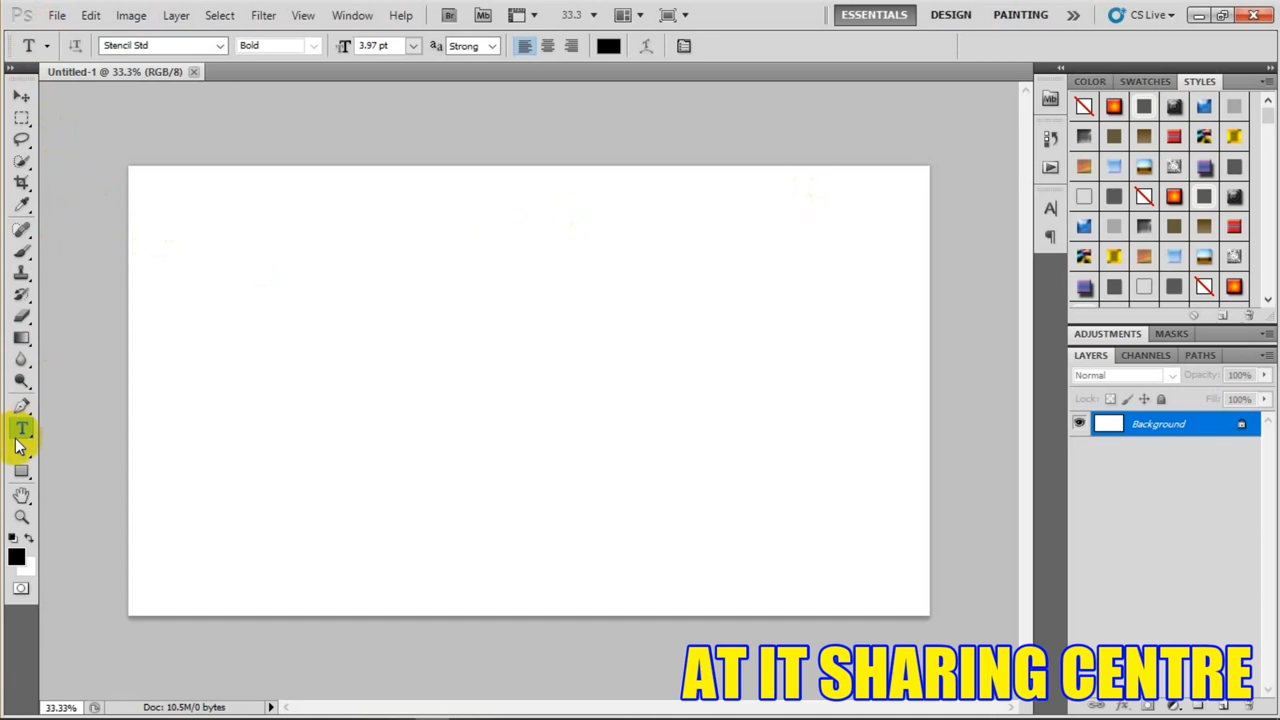 Ps File Edit Image Layer Select Filter View Window Help Br Mb 33.3 ESSENTIALS DESIGN PAINTING CS Live
T Stencil Std Bold T 3.97 pt aa Strong
Untitled-1 @ 33.3% (RGB/8)
COLOR SWATCHES STYLES
Mb
A
ADJUSTMENTS MASKS
LAYERS CHANNELS PATHS
Normal Opacity: 100%
Lock: Fill: 100%
Background
T
AT IT SHARING CENTRE
33.33% Doc: 10.5M/0 bytes